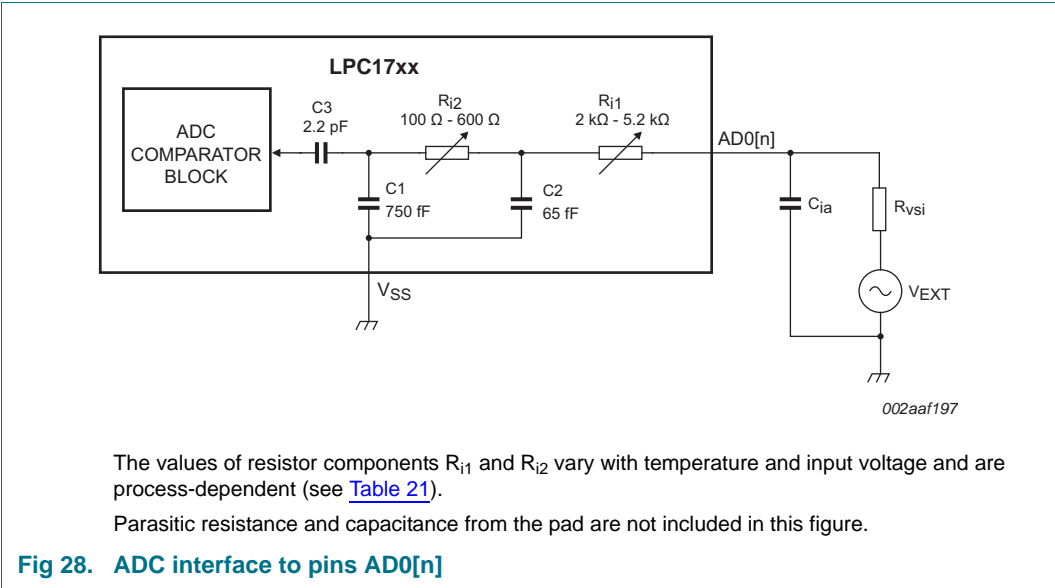 LPC17xx
ADC
COMPARATOR
BLOCK
C3
2.2 pF
Ri2
100 Ω - 600 Ω
Ri1
2 kΩ - 5.2 kΩ
AD0[n]
C1
750 fF
C2
65 fF
Cia
Rvsi
VEXT
VSS
002aaf197
The values of resistor components Ri1 and Ri2 vary with temperature and input voltage and are
process-dependent (see Table 21).
Parasitic resistance and capacitance from the pad are not included in this figure.
Fig 28. ADC interface to pins AD0[n]